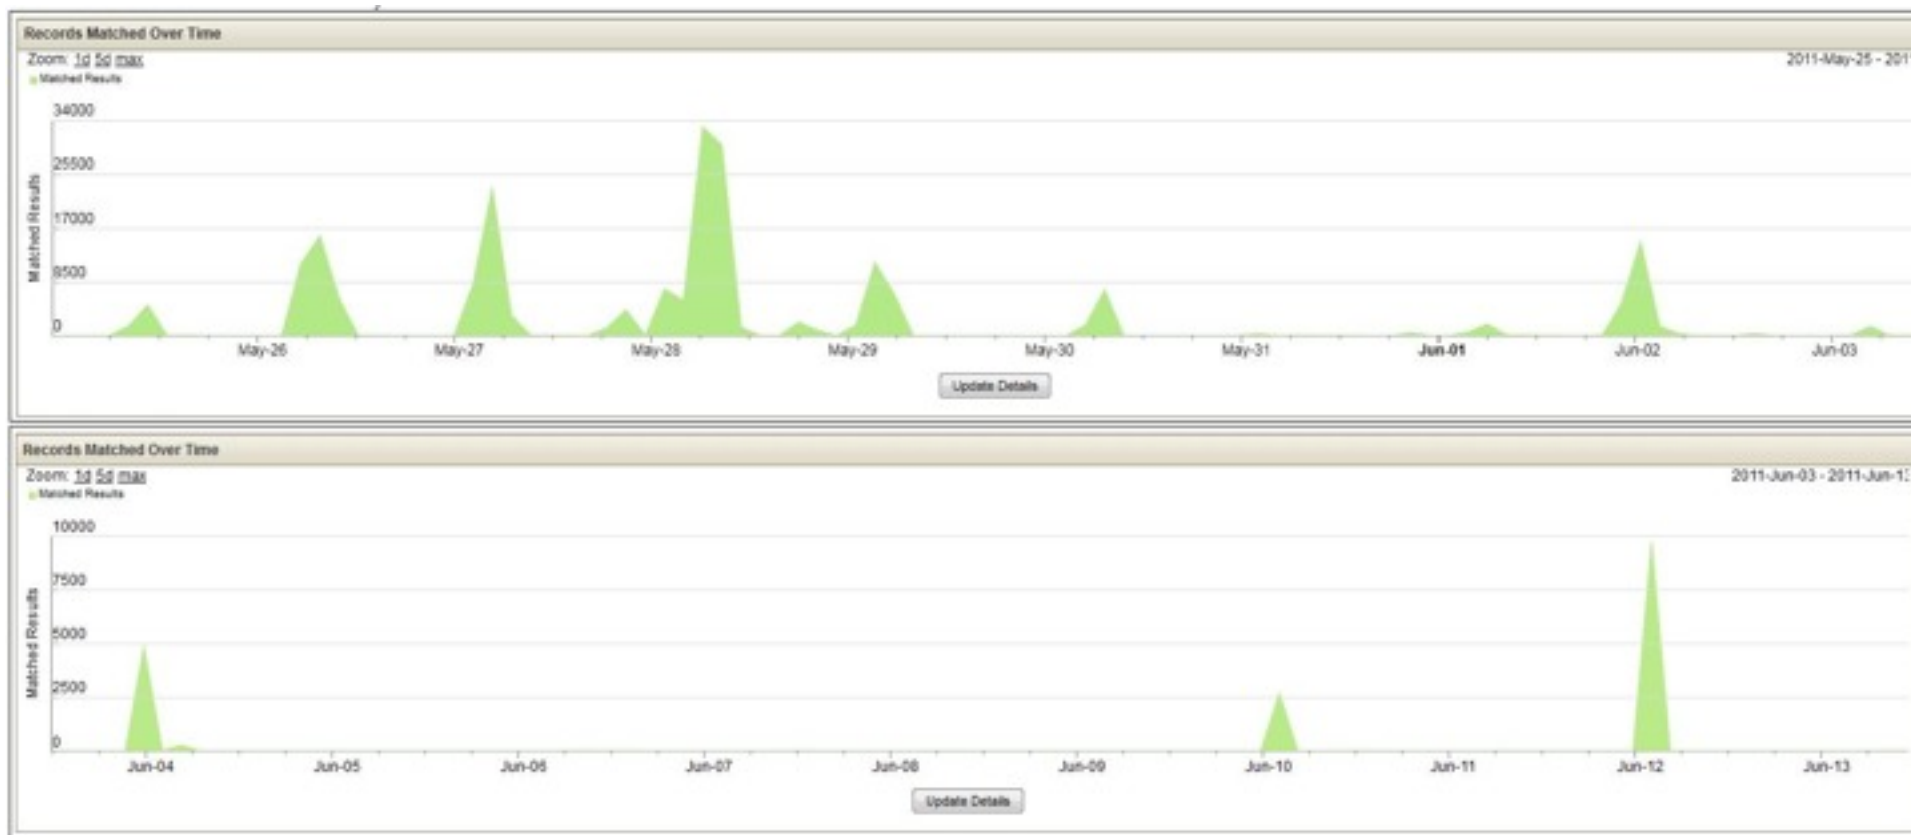 Records Matched Over Time
Zoom: 1d 5d max
2011-May-25 - 201
Matched Results
34000
25500
17000
8500
0
Matched Results
May-26 May-27 May-28 May-29 May-30 May-31 Jun-01 Jun-02 Jun-03
Update Details
Records Matched Over Time
Zoom: 1d 5d max
2011-Jun-03 - 2011-Jun-1
Matched Results
10000
7500
5000
2500
0
Matched Results
Jun-04 Jun-05 Jun-06 Jun-07 Jun-08 Jun-09 Jun-10 Jun-11 Jun-12 Jun-13
Update Details